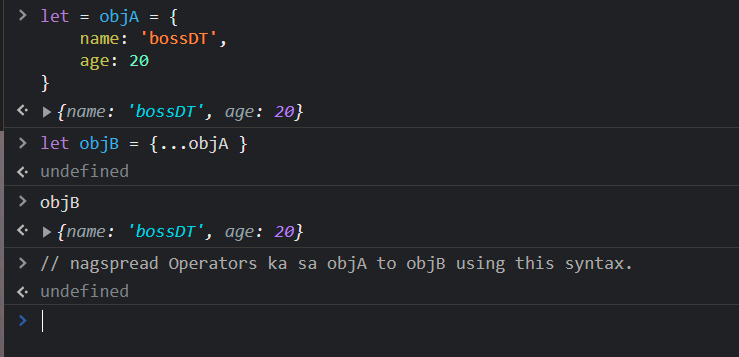 let = objA = {
name: 'bossDT',
age: 20
}
{name: 'bossDT', age: 20}
let objB = {...objA }
undefined
objB
{name: 'bossDT', age: 20}
// nagspread Operators ka sa objA to objB using this syntax.
undefined